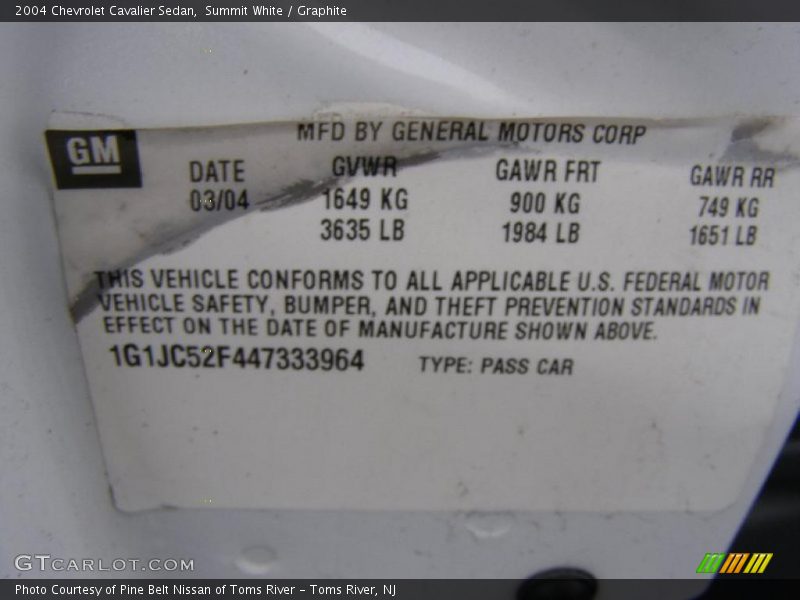 2004 Chevrolet Cavalier Sedan, Summit White / Graphite
MFD BY GENERAL MOTORS CORP
GM
DATE GVWR GAWR FRT GAWR RR
03/04 1649 KG 900 KG 749 KG
3635 LB 1984 LB 1651 LB
THIS VEHICLE CONFORMS TO ALL APPLICABLE U.S. FEDERAL MOTOR
VEHICLE SAFETY, BUMPER, AND THEFT PREVENTION STANDARDS IN
EFFECT ON THE DATE OF MANUFACTURE SHOWN ABOVE.
1G1JC52F447333964 TYPE: PASS CAR
GTCARLOT.COM
Photo Courtesy of Pine Belt Nissan of Toms River – Toms River, NJ